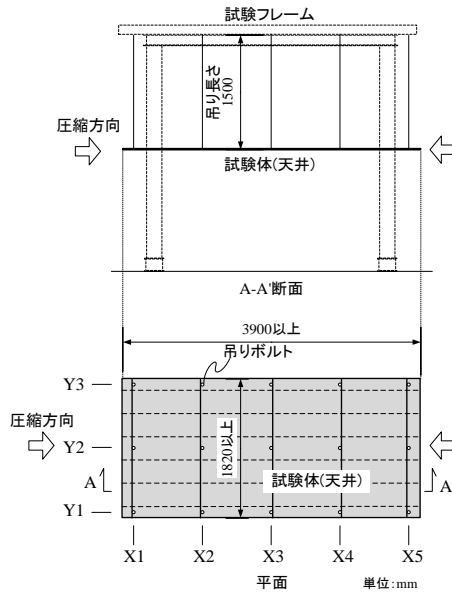 試験フレーム
吊り長さ
1500
圧縮方向
試験体(天井)
A-A'断面
3900以上
吊りボルト
Y3
圧縮方向
Y2
1820以上
A
試験体(天井)
A'
Y1
X1 X2 X3 X4 X5
平面
単位:mm